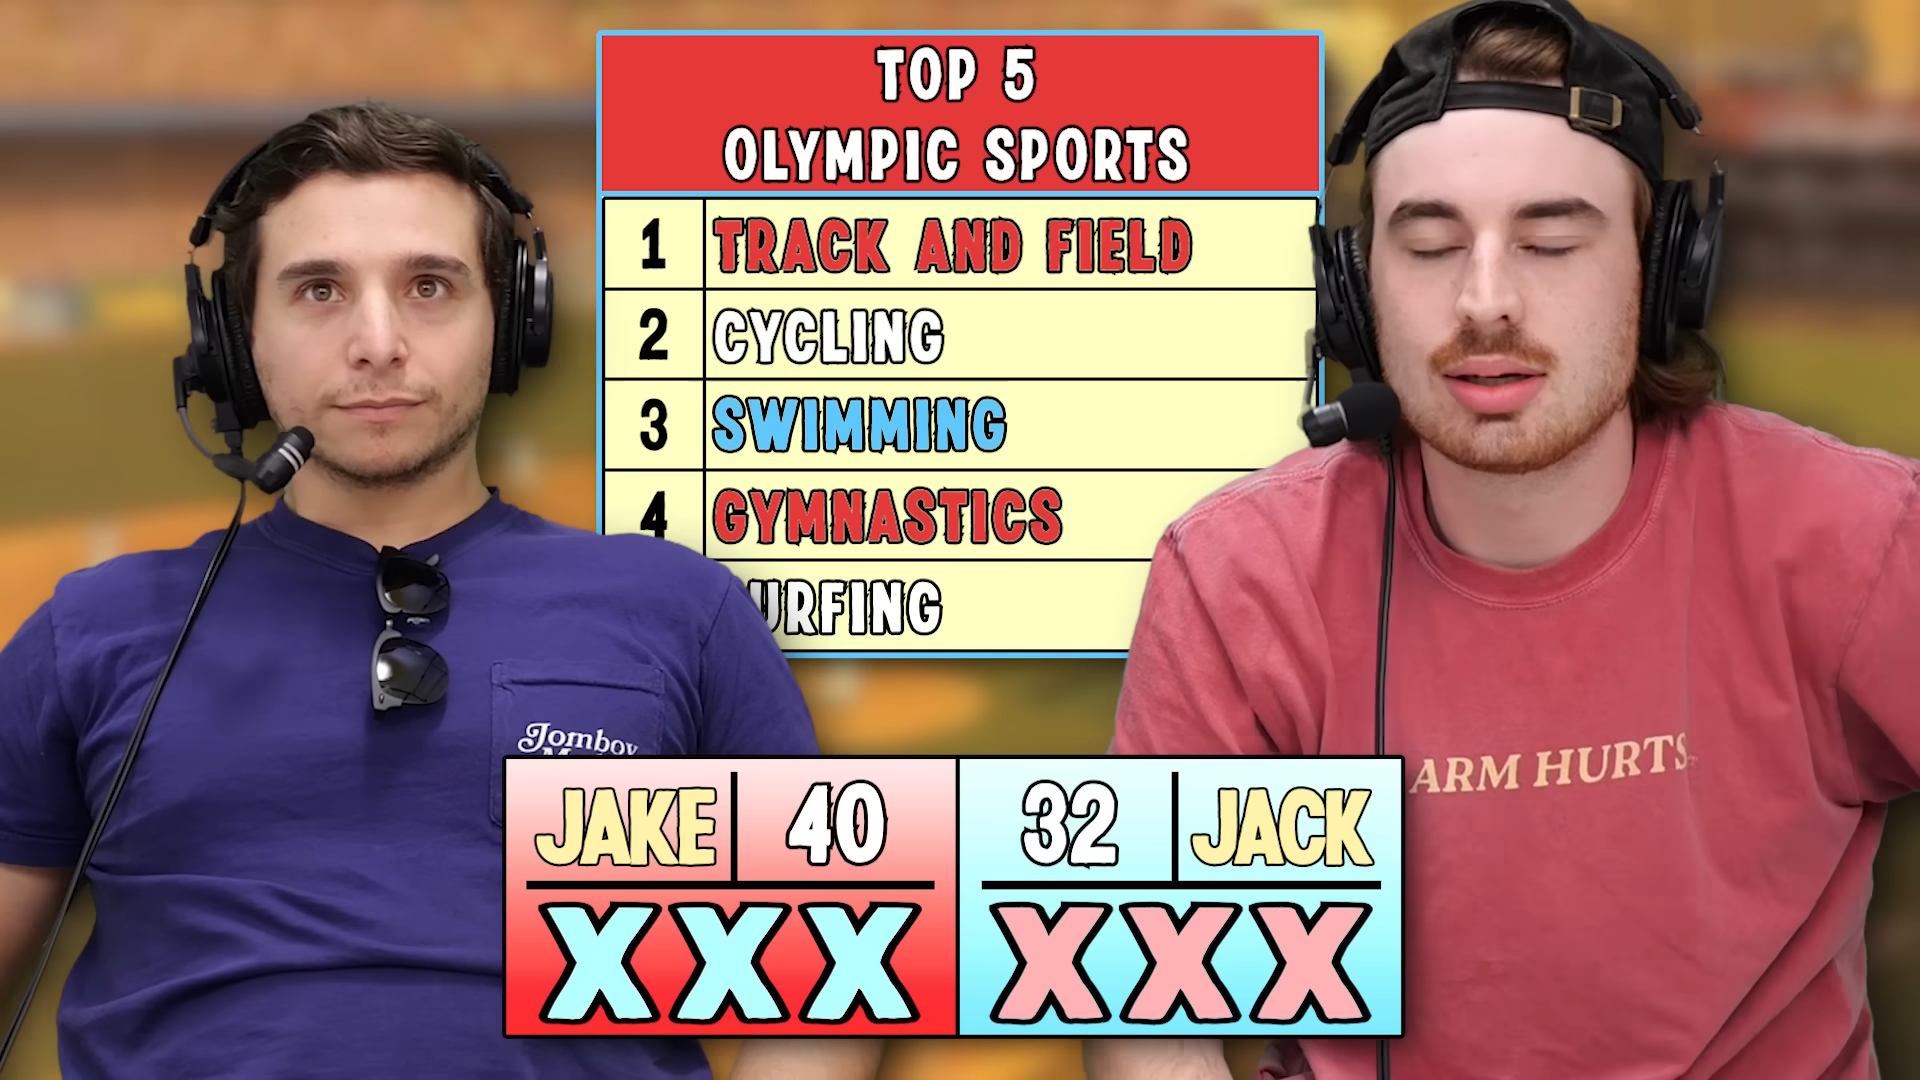 TOP 5
OLYMPIC SPORTS
1 TRACK AND FIELD
2 CYCLING
3 SWIMMING
4 GYMNASTICS
URFING
Jomboy
ARM HURTS
JAKE 40 32 JACK
XXX XXX